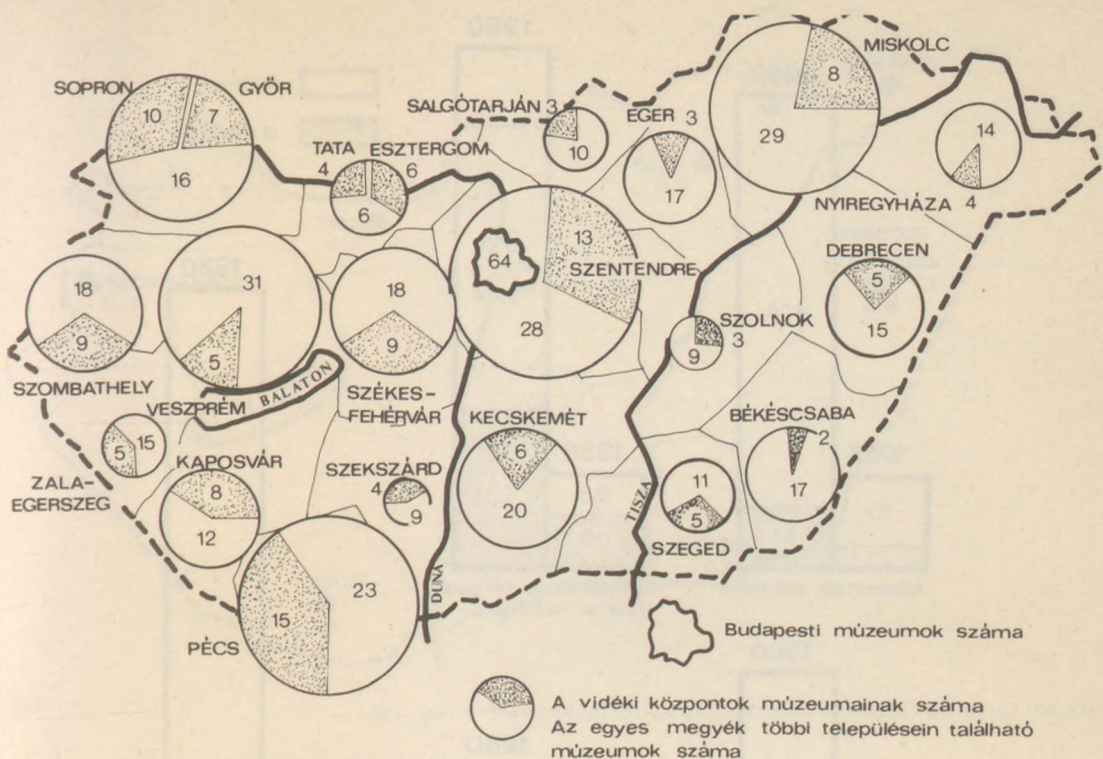 MISKOLC
8
29
SOPRON
GYŐR
10
7
16
SALGÓTARJÁN 3
10
EGER 3
17
14
NYIREGYHÁZA 4
TATA
ESZTERGOM
4
6
6
64
13
SZENTENDRE
28
DEBRECEN
5
15
18
9
SZOMBATHELY
31
5
VESZPRÉM
BALATON
18
9
SZÉKES-
FEHÉRVÁR
SZOLNOK
3
9
15
5
ZALA-
EGERSZEG
KAPOSVÁR
8
12
SZEKSZÁRD
4
9
KECSKEMÉT
6
20
BÉKÉSCSABA
2
17
11
5
SZEGED
TISZA
DUNA
23
15
PÉCS
Budapesti múzeumok száma
A vidéki központok múzeumainak száma
Az egyes megyék többi településein található
múzeumok száma